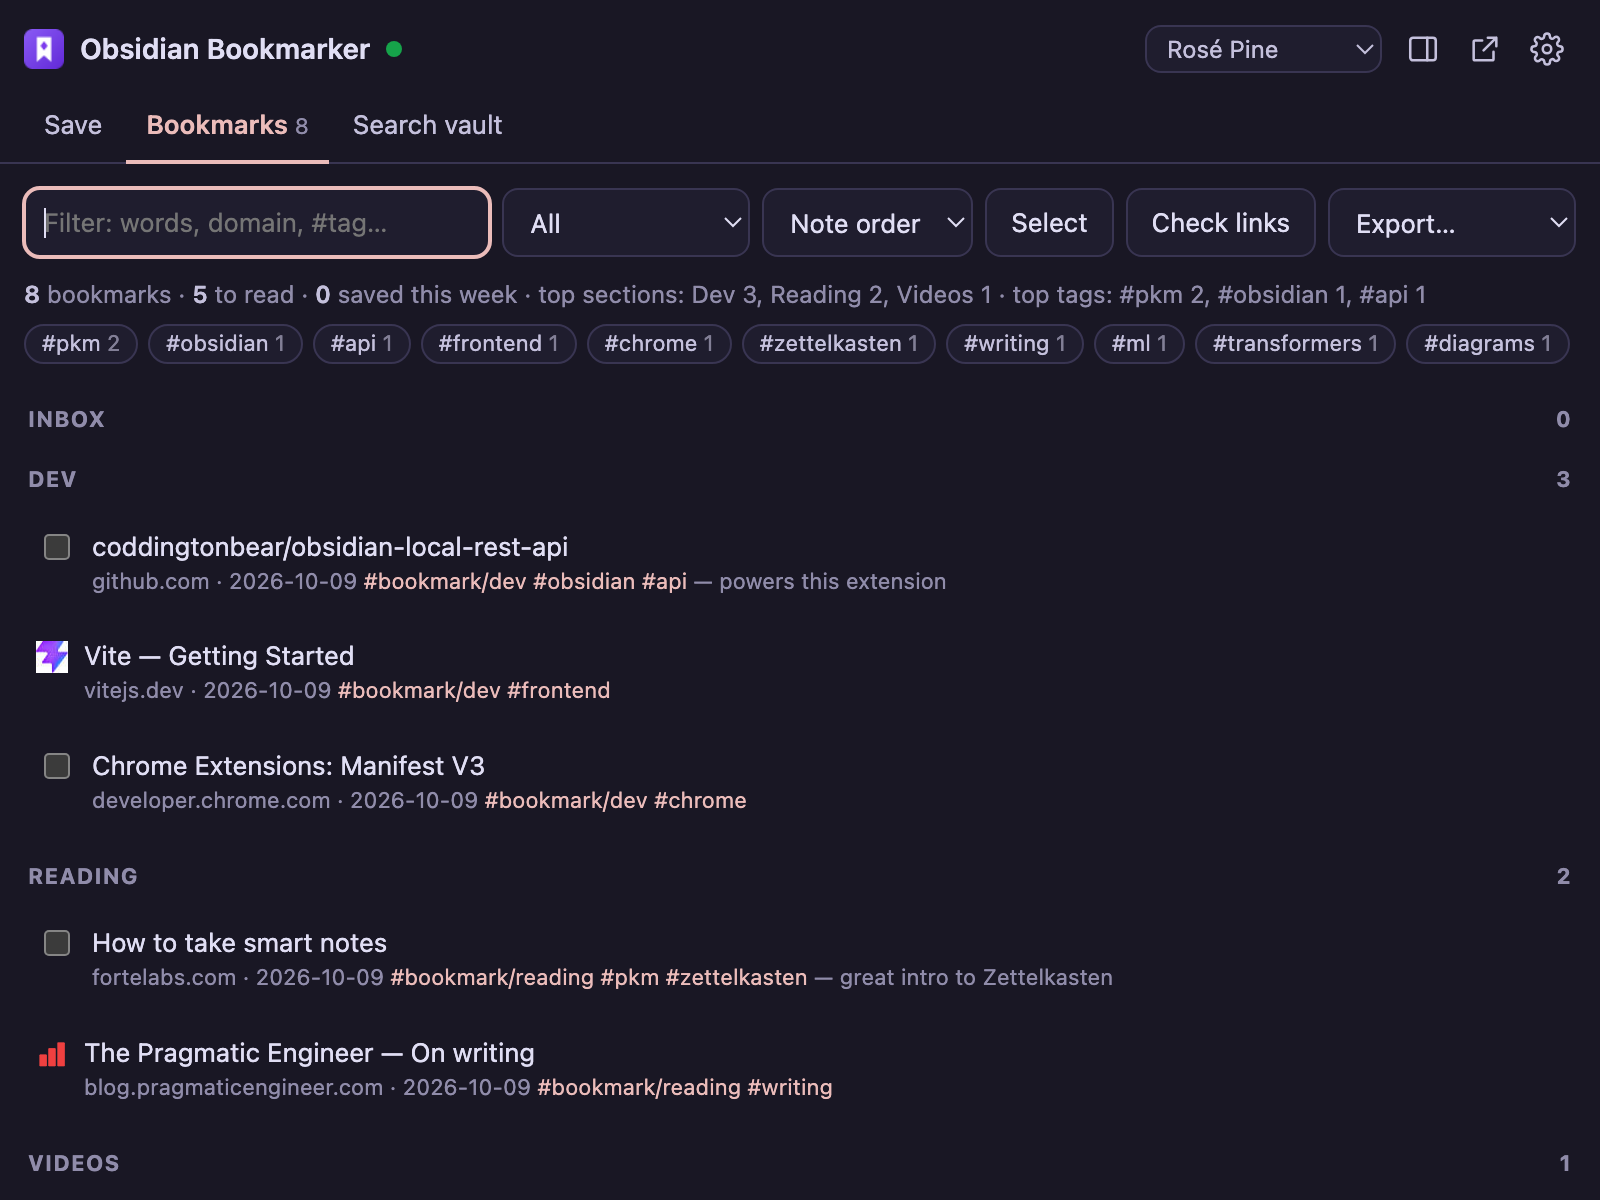 Obsidian Bookmarker
Rosé Pine
Save
Bookmarks 8
Search vault
Filter: words, domain, #tag...
All
Note order
Select
Check links
Export...
8 bookmarks · 5 to read · 0 saved this week · top sections: Dev 3, Reading 2, Videos 1 · top tags: #pkm 2, #obsidian 1, #api 1
#pkm 2
#obsidian 1
#api 1
#frontend 1
#chrome 1
#zettelkasten 1
#writing 1
#ml 1
#transformers 1
#diagrams 1
INBOX 0
DEV 3
coddingtonbear/obsidian-local-rest-api
github.com · 2026-10-09 #bookmark/dev #obsidian #api — powers this extension
Vite — Getting Started
vitejs.dev · 2026-10-09 #bookmark/dev #frontend
Chrome Extensions: Manifest V3
developer.chrome.com · 2026-10-09 #bookmark/dev #chrome
READING 2
How to take smart notes
fortelabs.com · 2026-10-09 #bookmark/reading #pkm #zettelkasten — great intro to Zettelkasten
The Pragmatic Engineer — On writing
blog.pragmaticengineer.com · 2026-10-09 #bookmark/reading #writing
VIDEOS 1